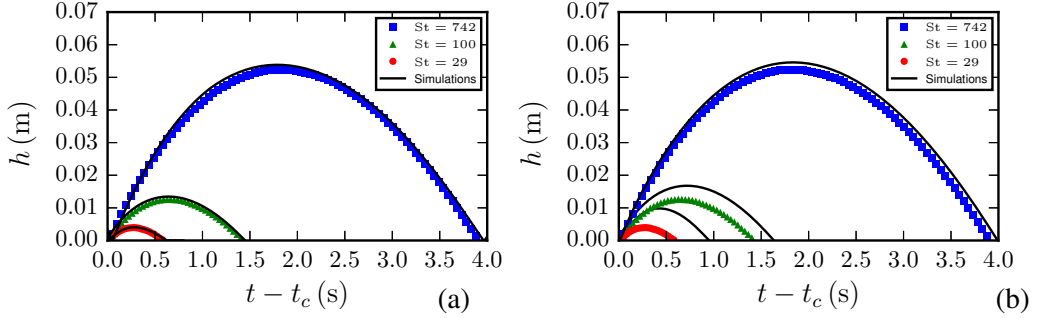 0.07
0.06
0.05
0.04
0.03
0.02
0.01
0.00
h (m)
0.0 0.5 1.0 1.5 2.0 2.5 3.0 3.5 4.0
t − t_c (s)
St = 742
St = 100
St = 29
Simulations
(a)
0.07
0.06
0.05
0.04
0.03
0.02
0.01
0.00
h (m)
0.0 0.5 1.0 1.5 2.0 2.5 3.0 3.5 4.0
t − t_c (s)
St = 742
St = 100
St = 29
Simulations
(b)